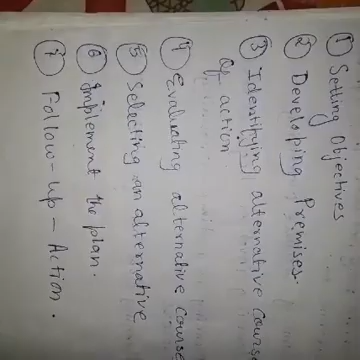 ① Setting Objectives
② Developing Premises.
③ Identifying alternative Course
of action
④ Evaluating alternative course
⑤ Selecting an alternative
⑥ Implement the plan.
⑦ Follow-Up-Action.